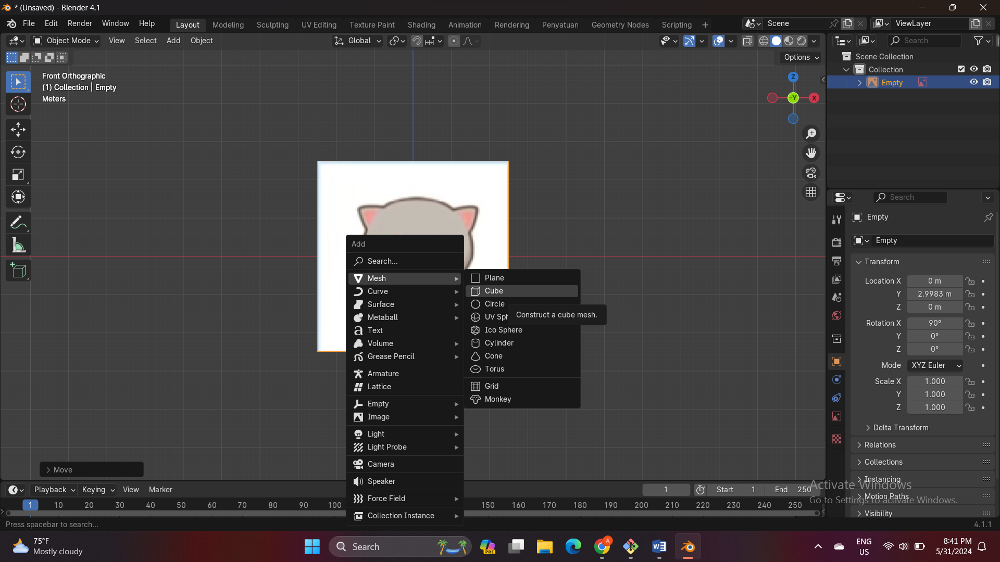 * (Unsaved) - Blender 4.1
File Edit Render Window Help
Layout Modeling Sculpting UV Editing Texture Paint Shading Animation Rendering Penyatuan Geometry Nodes Scripting
Scene
ViewLayer
Object Mode View Select Add Object
Global
Search
Options
Scene Collection
Collection
Empty
Front Orthographic
(1) Collection | Empty
Meters
Z
-Y
X
Add
Search...
Mesh
Curve
Surface
Metaball
Text
Volume
Grease Pencil
Armature
Lattice
Empty
Image
Light
Light Probe
Camera
Speaker
Force Field
Collection Instance
Plane
Cube
Circle
UV Sph
Ico Sphere
Cylinder
Cone
Torus
Grid
Monkey
Construct a cube mesh.
Search
Empty
Empty
Transform
Location X 0 m
Y 2.9983 m
Z 0 m
Rotation X 90°
Y 0°
Z 0°
Mode XYZ Euler
Scale X 1.000
Y 1.000
Z 1.000
Delta Transform
Relations
Collections
Instancing
Motion Paths
Visibility
Activate Windows
Go to Settings to activate Windows.
Move
Playback Keying View Marker
1
Start 1
End 250
1 10 20 30 40 50 60 70 80 90 100 150 160 170 180 190 200 210 220 230 240 250
Press spacebar to search...
4.1.1
75°F
Mostly cloudy
Search
PRE
A
ENG
US
8:41 PM
5/31/2024